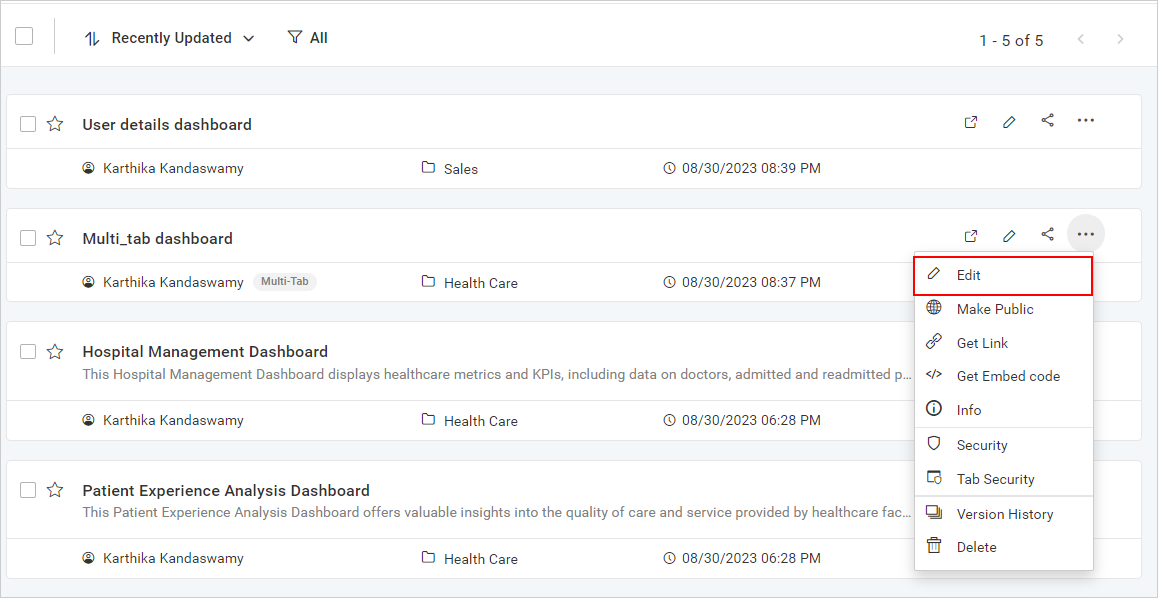 Recently Updated All 1 - 5 of 5
User details dashboard
Karthika Kandaswamy Sales 08/30/2023 08:39 PM
Multi_tab dashboard
Karthika Kandaswamy Multi-Tab Health Care 08/30/2023 08:37 PM
Hospital Management Dashboard
This Hospital Management Dashboard displays healthcare metrics and KPIs, including data on doctors, admitted and readmitted p...
Karthika Kandaswamy Health Care 08/30/2023 06:28 PM
Patient Experience Analysis Dashboard
This Patient Experience Analysis Dashboard offers valuable insights into the quality of care and service provided by healthcare fac...
Karthika Kandaswamy Health Care 08/30/2023 06:28 PM
Edit
Make Public
Get Link
Get Embed code
Info
Security
Tab Security
Version History
Delete